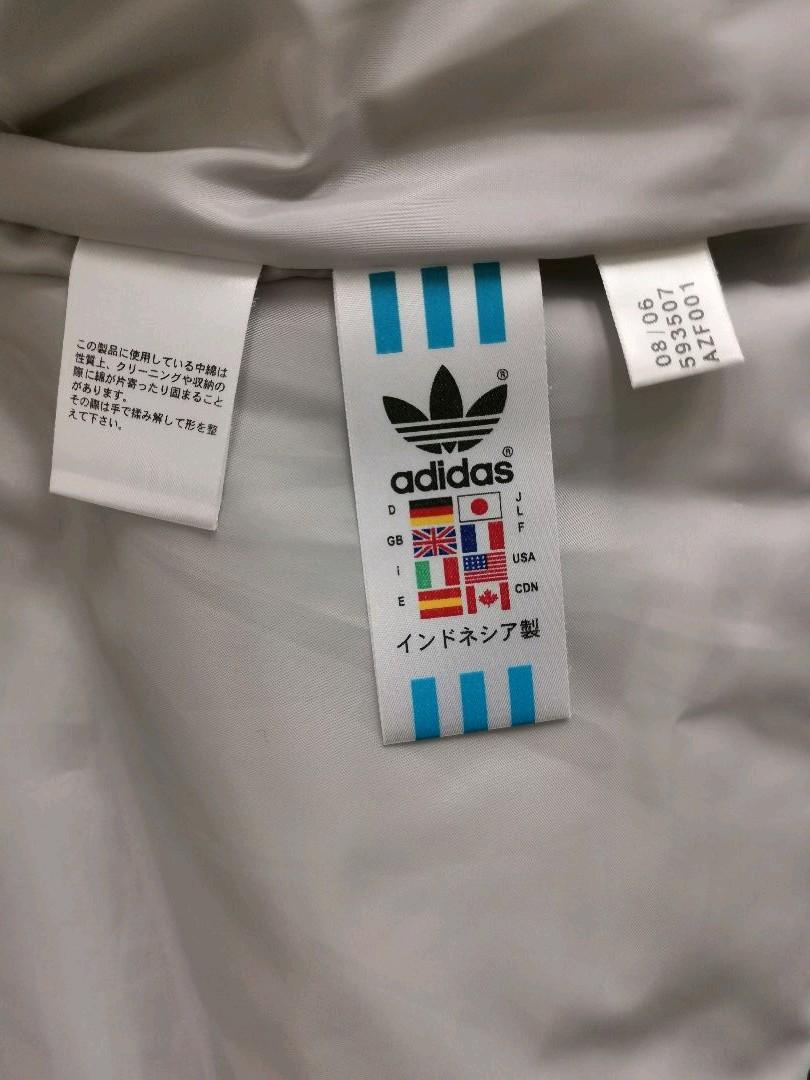 この製品に使用している中綿は
性質上、クリーニングや収納の
際に綿が片寄ったり固まること
があります。
その際は手で揉み解して形を整
えて下さい。
®
adidas®
D J
L
GB F
i USA
E CDN
インドネシア製
08/06
593507
AZF001